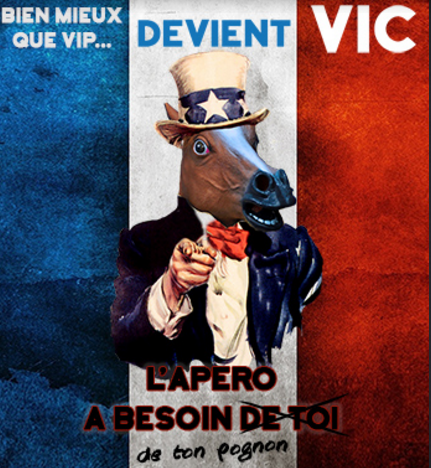 BIEN MIEUX
QUE VIP...
DEVIENT
VIC
L'APERO
A BESOIN DE TOI
de ton pognon